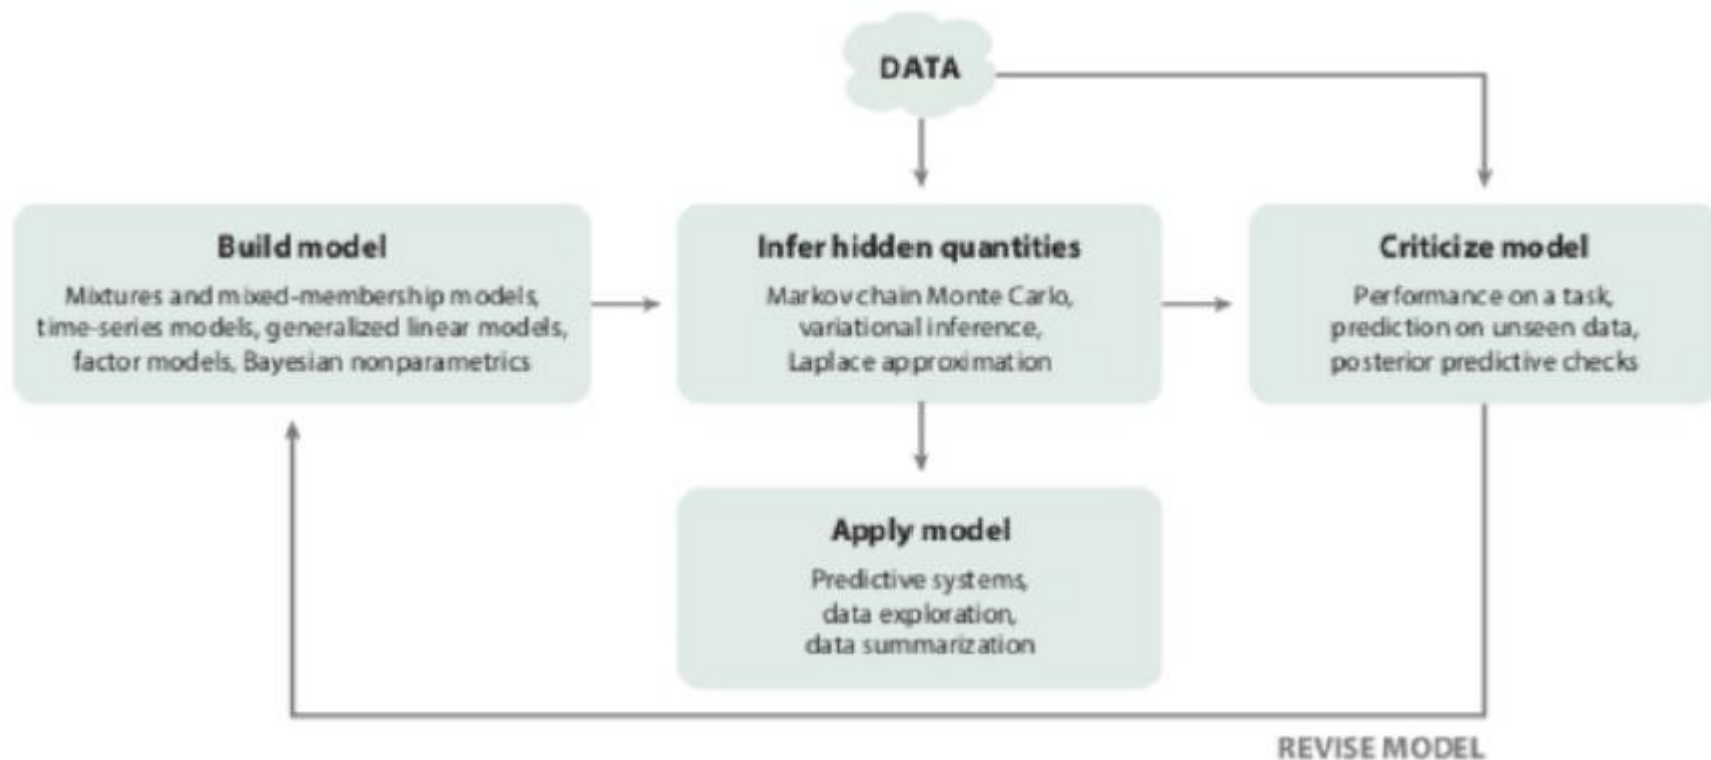 DATA
Build model
Mixtures and mixed-membership models,
time-series models, generalized linear models,
factor models, Bayesian nonparametrics
Infer hidden quantities
Markov chain Monte Carlo,
variational inference,
Laplace approximation
Criticize model
Performance on a task,
prediction on unseen data,
posterior predictive checks
Apply model
Predictive systems,
data exploration,
data summarization
REVISE MODEL